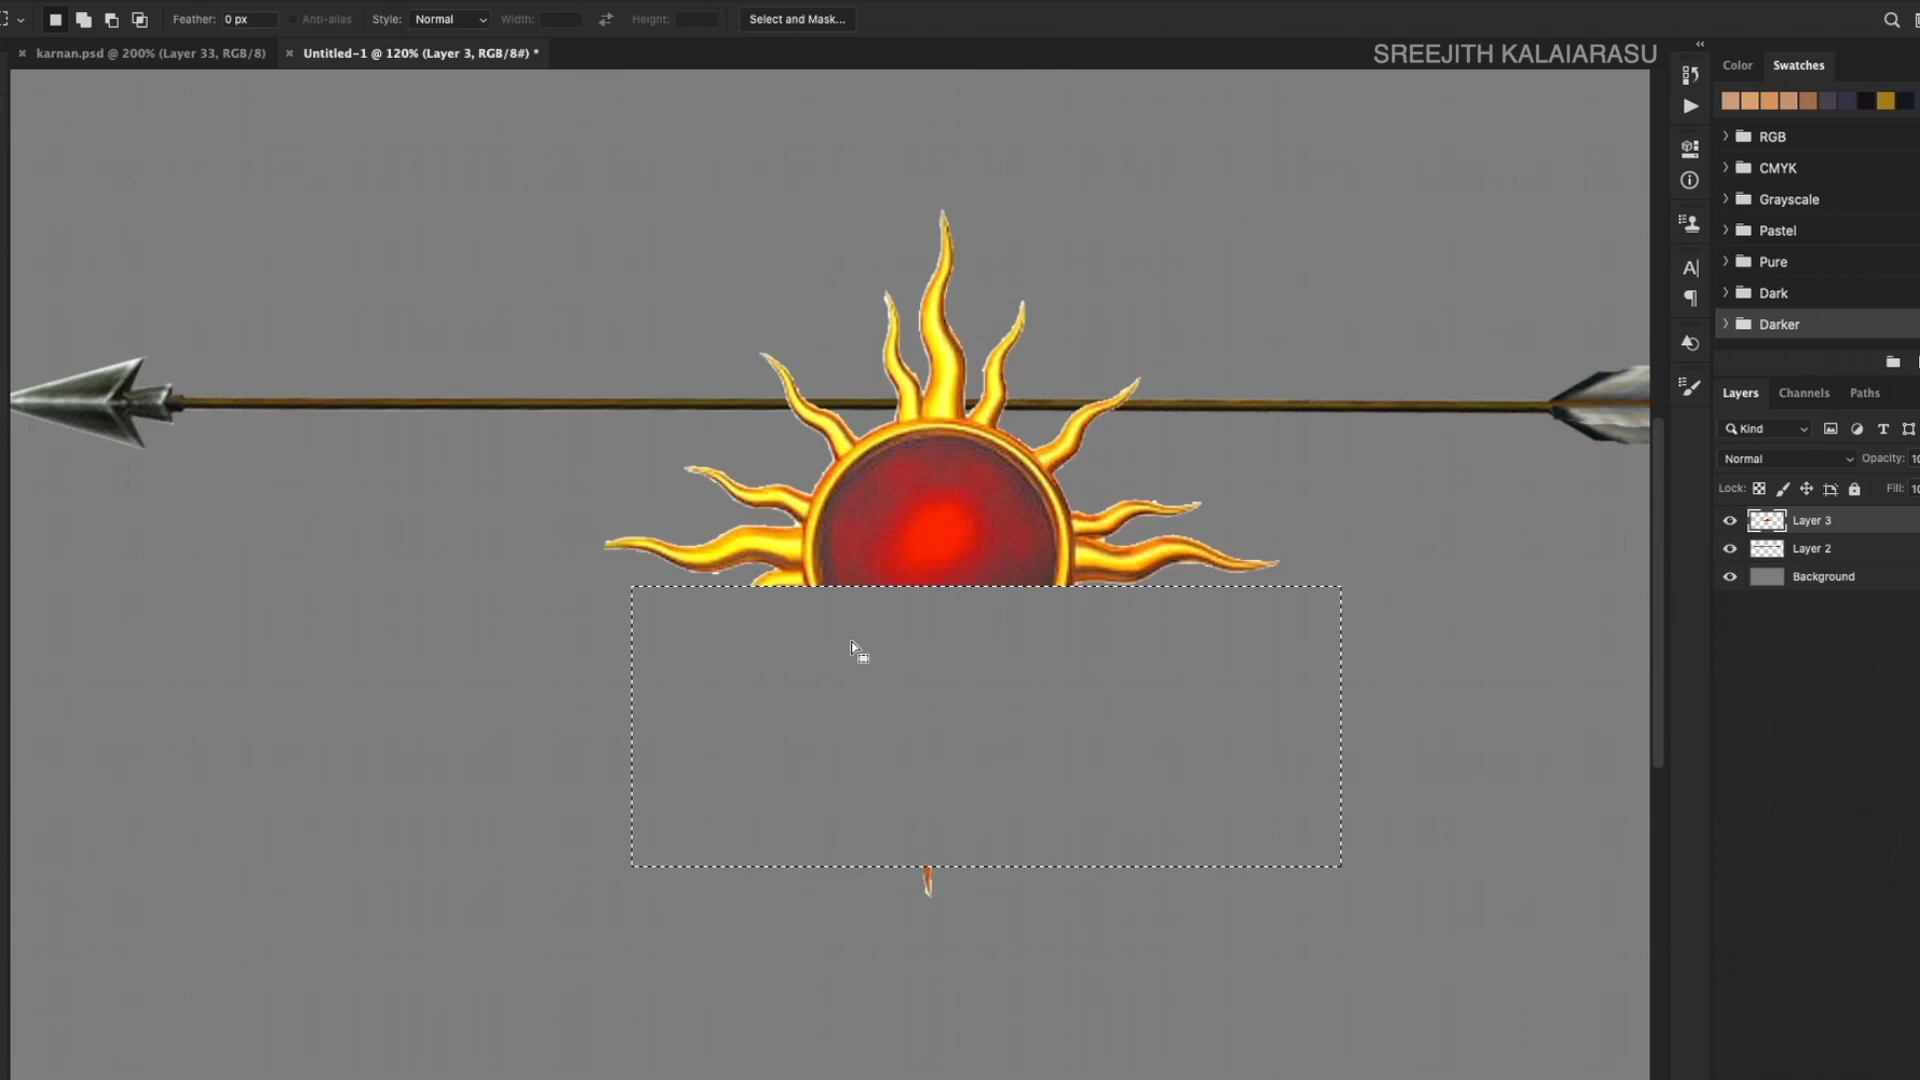 Feather: 0 px Anti-alias Style: Normal Width: Height: Select and Mask...
karnan.psd @ 200% (Layer 33, RGB/8) Untitled-1 @ 120% (Layer 3, RGB/8#) *
SREEJITH KALAIARASU
Color Swatches
RGB
CMYK
Grayscale
Pastel
Pure
Dark
Darker
Layers Channels Paths
Kind
Normal Opacity: 10
Lock: Fill: 10
Layer 3
Layer 2
Background